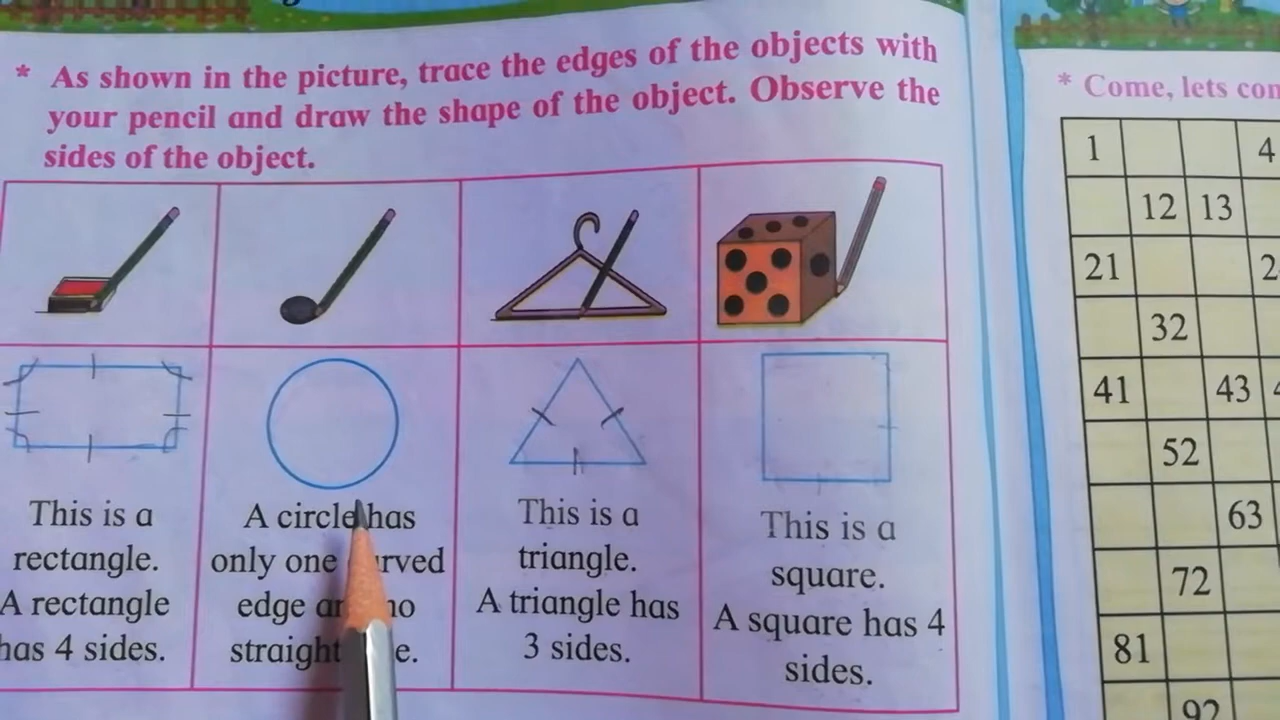 * As shown in the picture, trace the edges of the objects with
your pencil and draw the shape of the object. Observe the
sides of the object.
This is a
rectangle.
A rectangle
has 4 sides.
A circle has
only one
edge
straight
This is a
triangle.
A triangle has
3 sides.
This is a
square.
A square has 4
sides.
* Come, lets
1 4
12 13
21
32
41 43
52
63
72
81
92